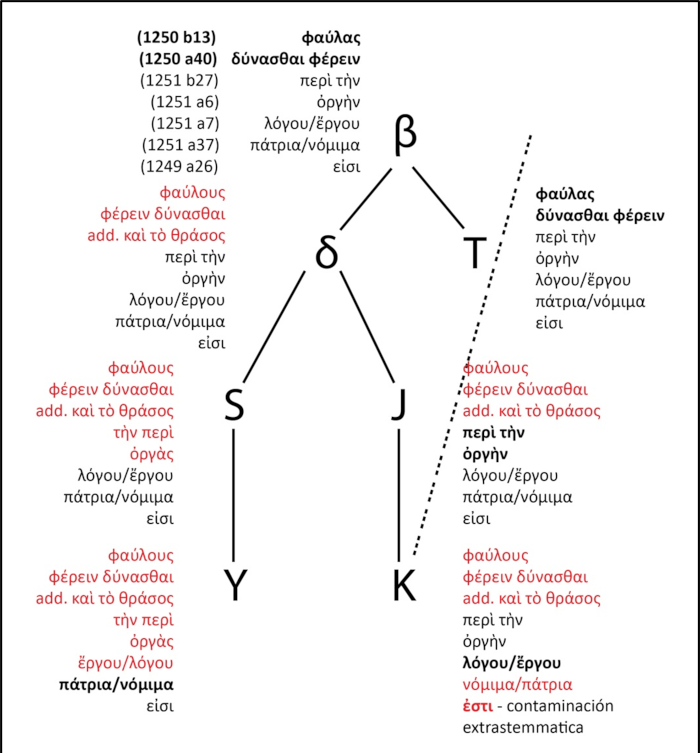 (1250 b13) φαύλας
(1250 a40) δύνασθαι φέρειν
(1251 b27) περὶ τὴν
(1251 a6) ὀργὴν
(1251 a7) λόγου/ἔργου
(1251 a37) πάτρια/νόμιμα
(1249 a26) εἰσι
β
φαύλους
φέρειν δύνασθαι
add. καὶ τὸ θράσος
περὶ τὴν
ὀργὴν
λόγου/ἔργου
πάτρια/νόμιμα
εἰσι
δ
T
φαύλας
δύνασθαι φέρειν
περὶ τὴν
ὀργὴν
λόγου/ἔργου
πάτρια/νόμιμα
εἰσι
φαύλους
φέρειν δύνασθαι
add. καὶ τὸ θράσος
τὴν περὶ
ὀργὰς
λόγου/ἔργου
πάτρια/νόμιμα
εἰσι
S
J
φαύλους
φέρειν δύνασθαι
add. καὶ τὸ θράσος
περὶ τὴν
ὀργὴν
λόγου/ἔργου
πάτρια/νόμιμα
εἰσι
φαύλους
φέρειν δύνασθαι
add. καὶ τὸ θράσος
τὴν περὶ
ὀργὰς
ἔργου/λόγου
πάτρια/νόμιμα
εἰσι
Y
K
φαύλους
φέρειν δύνασθαι
add. καὶ τὸ θράσος
περὶ τὴν
ὀργὴν
λόγου/ἔργου
νόμιμα/πάτρια
ἐστι - contaminación
extrastemmatica